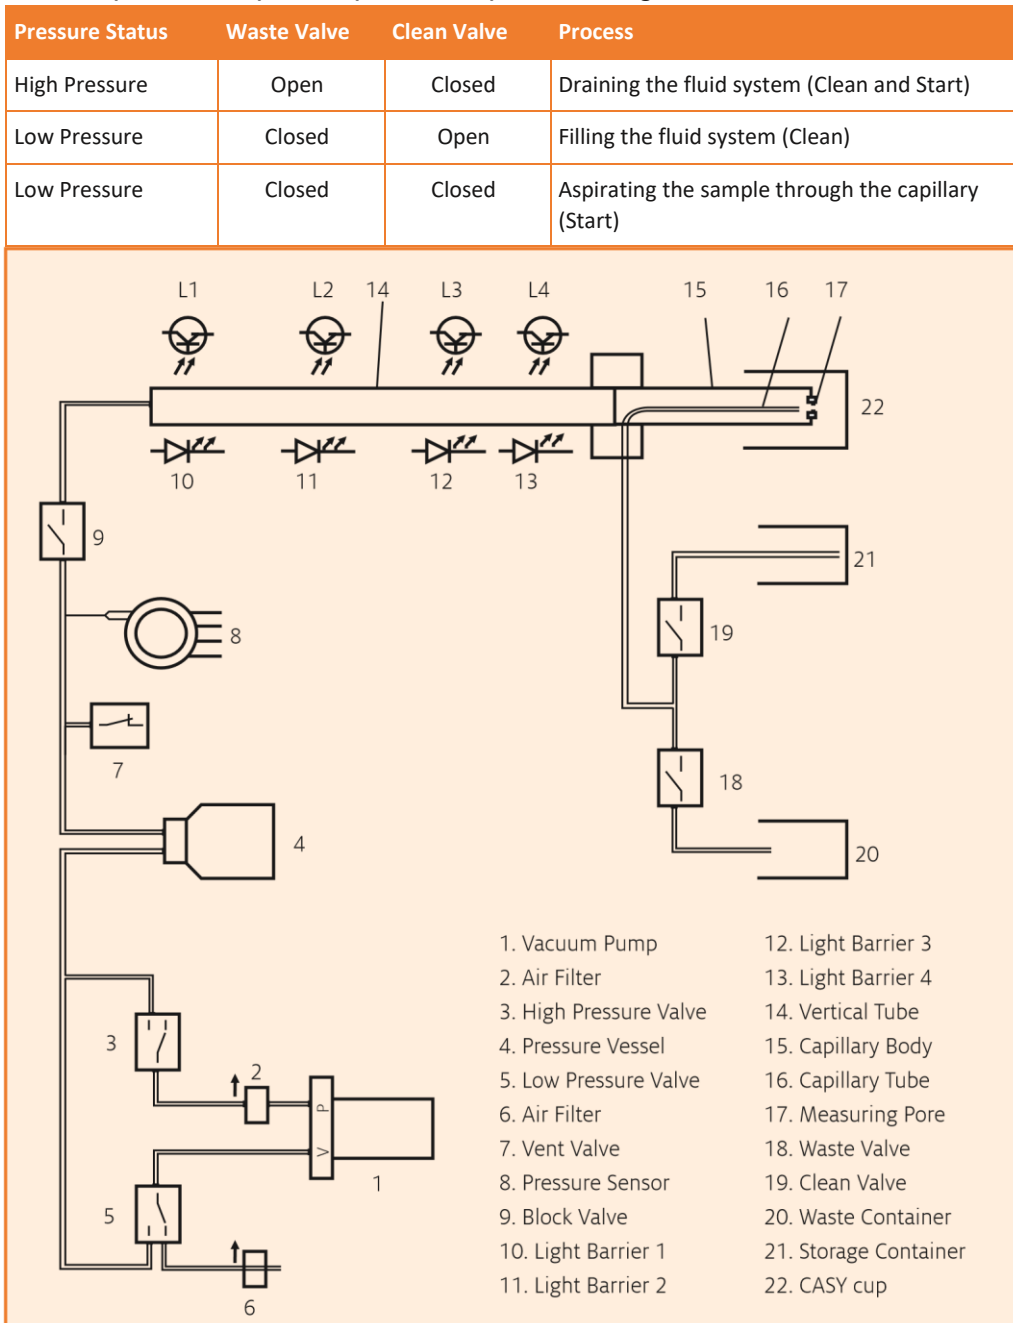 Pressure Status Waste Valve Clean Valve Process
High Pressure Open Closed Draining the fluid system (Clean and Start)
Low Pressure Closed Open Filling the fluid system (Clean)
Low Pressure Closed Closed Aspirating the sample through the capillary
(Start)
L1 L2 14 L3 L4 15 16 17
22
10 11 12 13
9
21
19
8
7
18
4
20
3
2
P
V
1
5
6
1. Vacuum Pump
2. Air Filter
3. High Pressure Valve
4. Pressure Vessel
5. Low Pressure Valve
6. Air Filter
7. Vent Valve
8. Pressure Sensor
9. Block Valve
10. Light Barrier 1
11. Light Barrier 2
12. Light Barrier 3
13. Light Barrier 4
14. Vertical Tube
15. Capillary Body
16. Capillary Tube
17. Measuring Pore
18. Waste Valve
19. Clean Valve
20. Waste Container
21. Storage Container
22. CASY cup